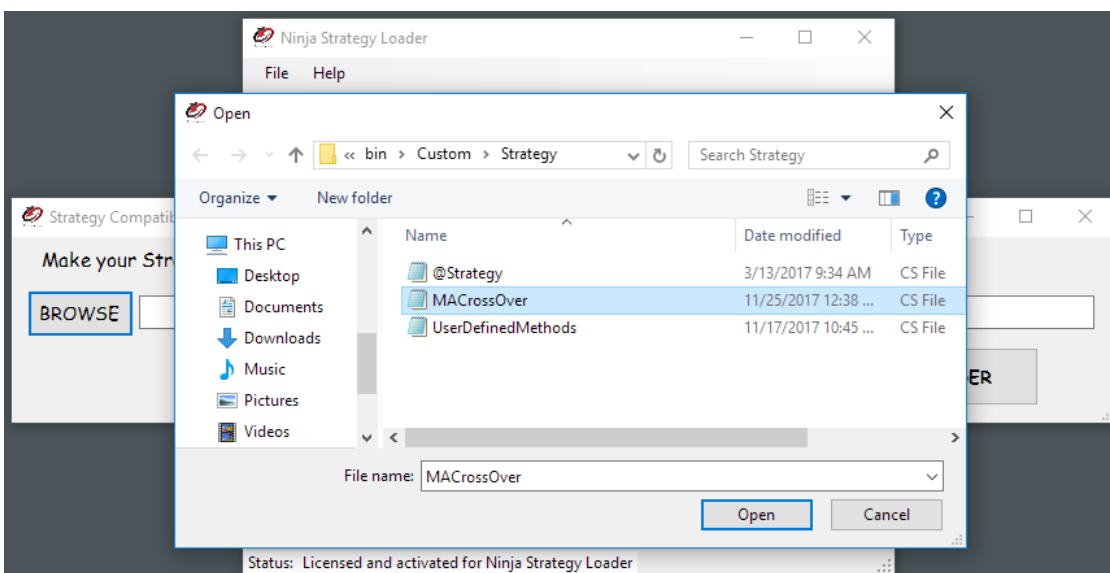 Ninja Strategy Loader
File Help
Open
« bin > Custom > Strategy
Search Strategy
Organize New folder
Strategy Compatib
Make your Str
BROWSE
This PC
Desktop
Documents
Downloads
Music
Pictures
Videos
Name Date modified Type
@Strategy 3/13/2017 9:34 AM CS File
MACrossOver 11/25/2017 12:38 ... CS File
UserDefinedMethods 11/17/2017 10:45 ... CS File
ER
File name: MACrossOver
Open Cancel
Status: Licensed and activated for Ninja Strategy Loader